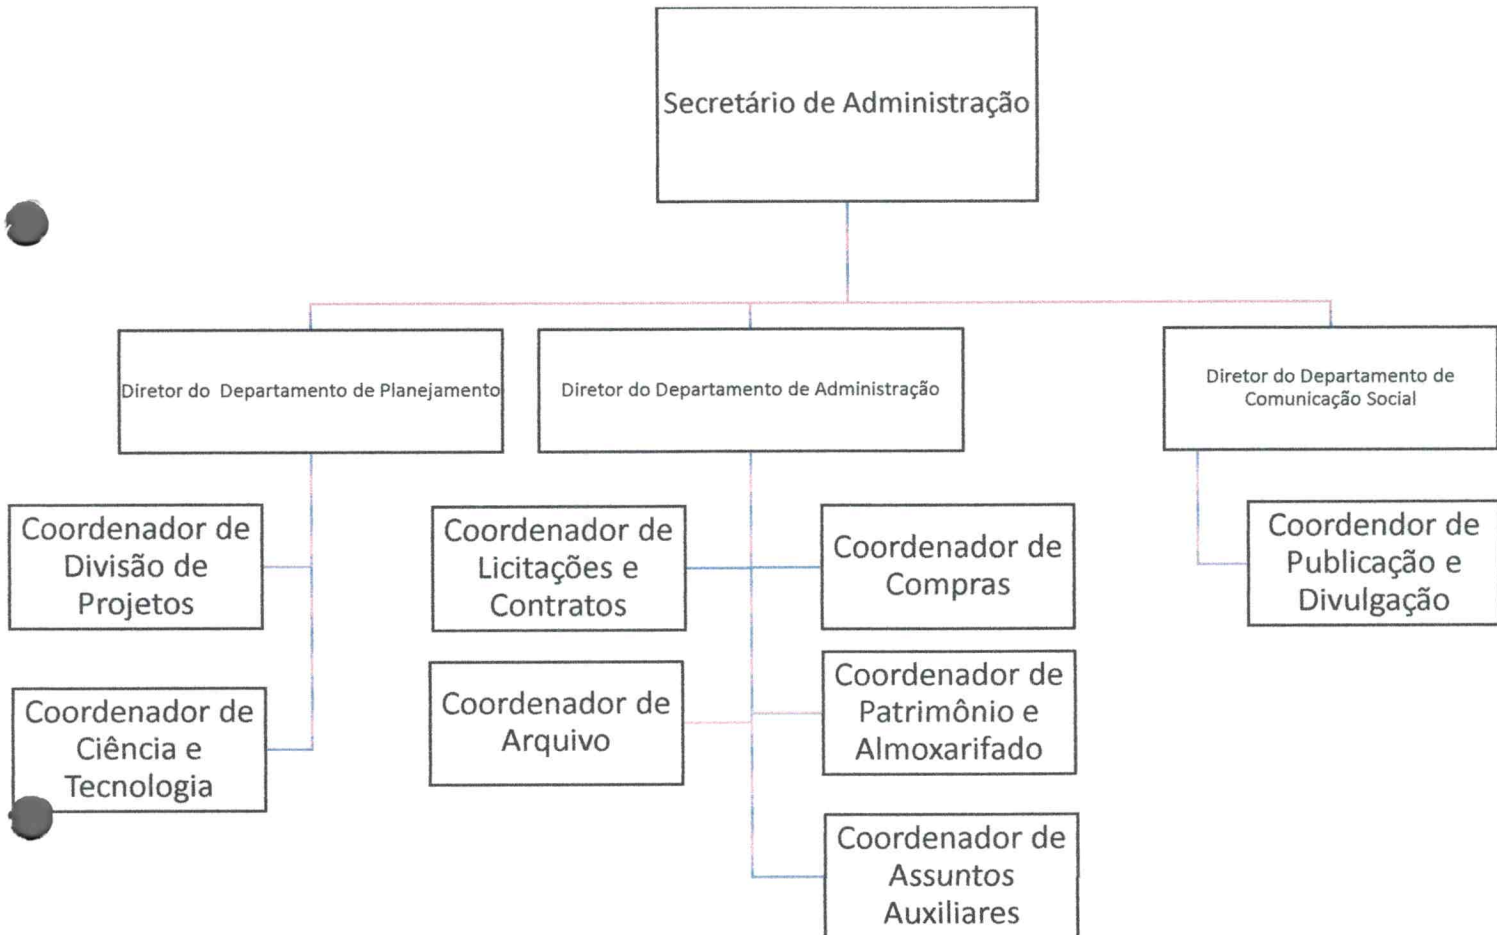 Secretário de Administração
Diretor do Departamento de Planejamento
Diretor do Departamento de Administração
Diretor do Departamento de
Comunicação Social
Coordenador de
Divisão de
Projetos
Coordenador de
Licitações e
Contratos
Coordenador de
Compras
Coordendor de
Publicação e
Divulgação
Coordenador de
Ciência e
Tecnologia
Coordenador de
Arquivo
Coordenador de
Patrimônio e
Almoxarifado
Coordenador de
Assuntos
Auxiliares